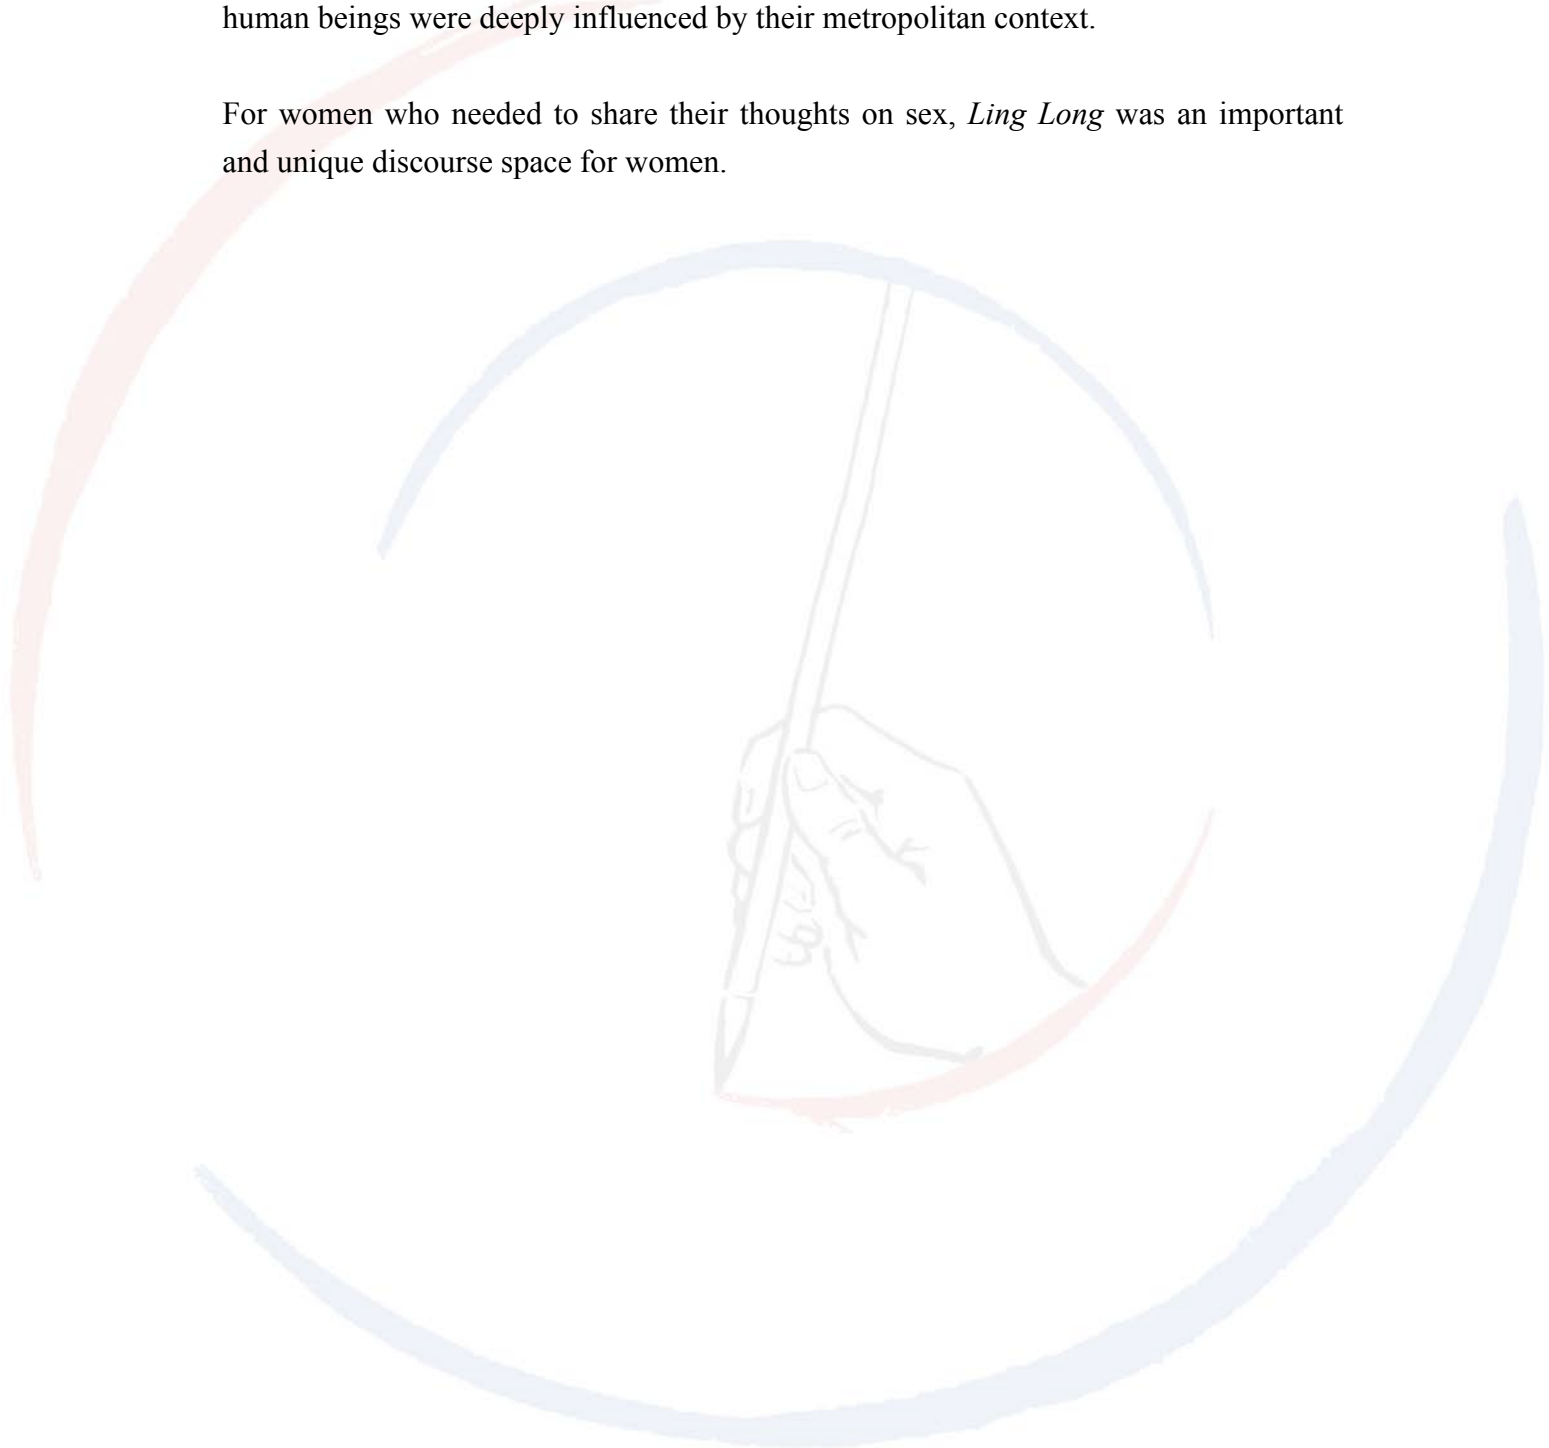 human beings were deeply influenced by their metropolitan context.
For women who needed to share their thoughts on sex, Ling Long was an important
and unique discourse space for women.